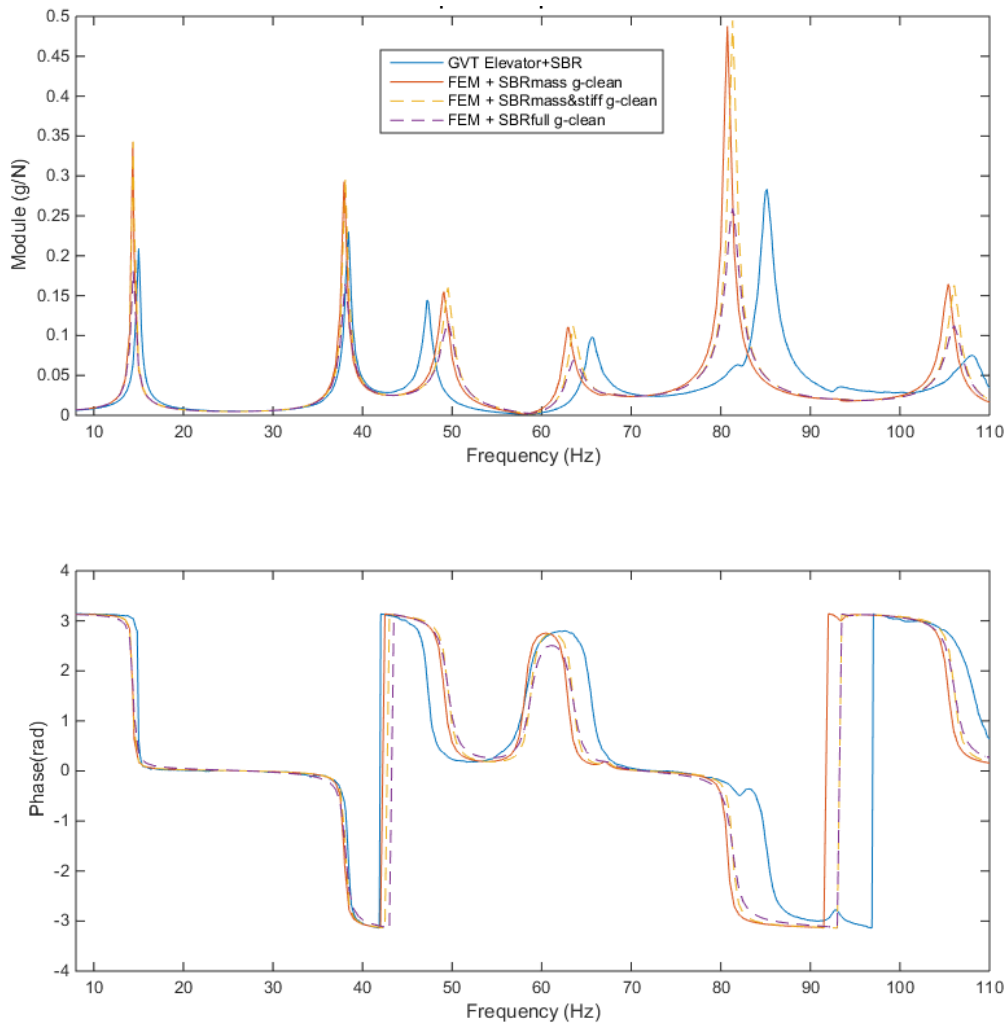 0.5
0.45
0.4
0.35
0.3
0.25
0.2
0.15
0.1
0.05
0
Module (g/N)
GVT Elevator+SBR
FEM + SBRmass g-clean
FEM + SBRmass&stiff g-clean
FEM + SBRfull g-clean
10 20 30 40 50 60 70 80 90 100 110
Frequency (Hz)
4
3
2
1
0
-1
-2
-3
-4
Phase(rad)
10 20 30 40 50 60 70 80 90 100 110
Frequency (Hz)